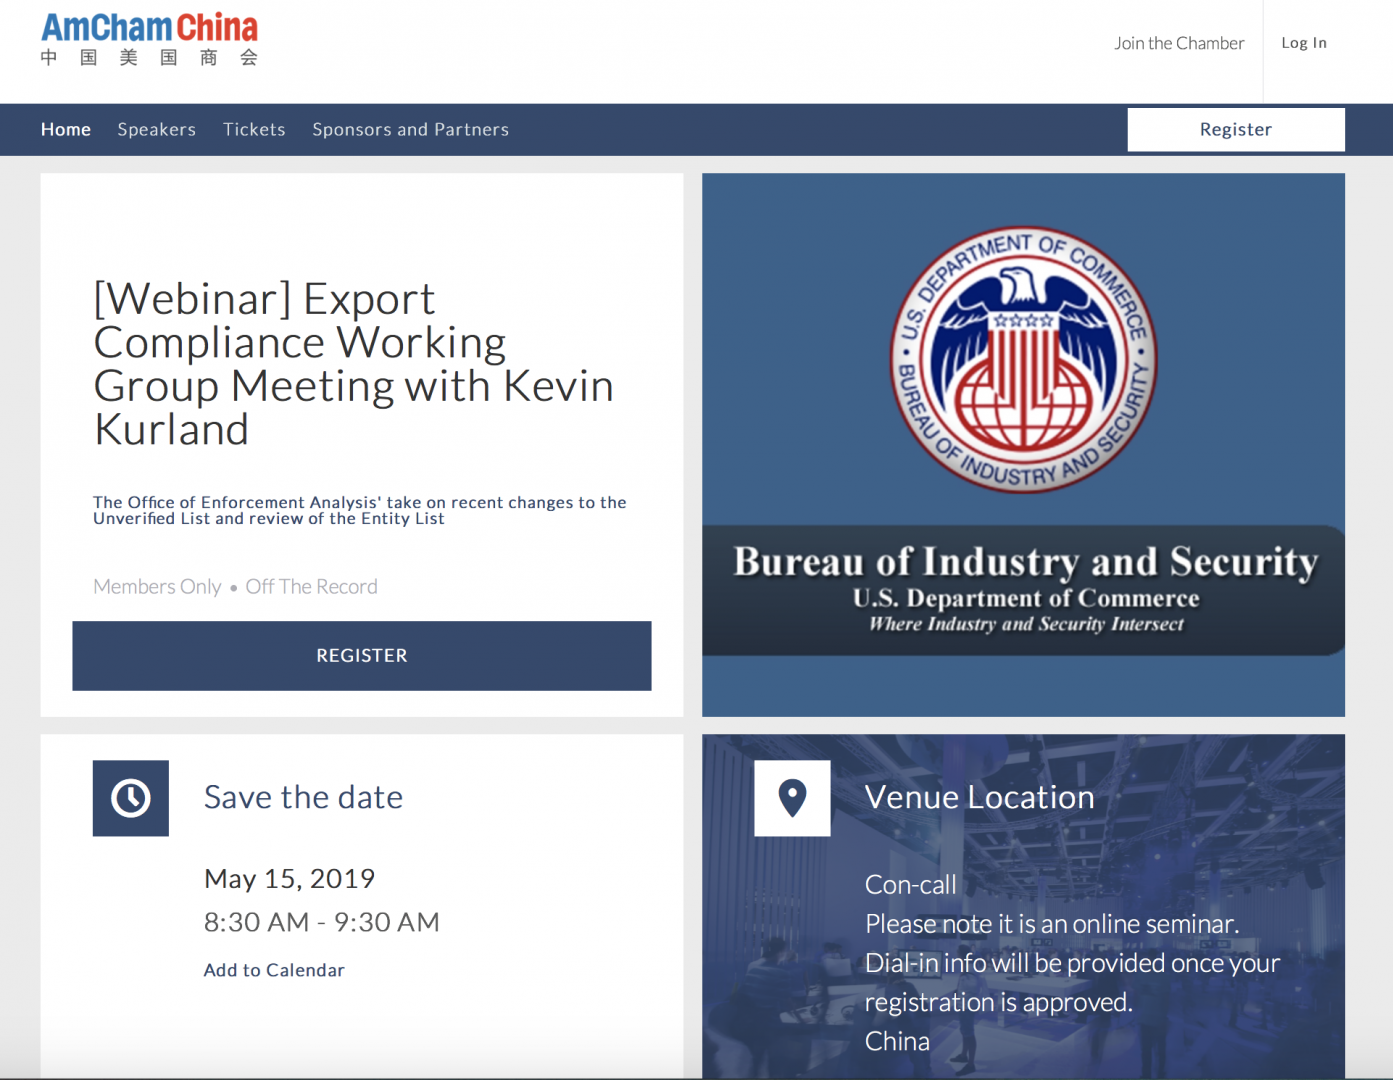 AmCham China
中国美国商会
Join the Chamber
Log In
Home
Speakers
Tickets
Sponsors and Partners
Register
[Webinar] Export
Compliance Working
Group Meeting with Kevin
Kurland
The Office of Enforcement Analysis' take on recent changes to the
Unverified List and review of the Entity List
Members Only • Off The Record
REGISTER
U.S. DEPARTMENT OF COMMERCE
BUREAU OF INDUSTRY AND SECURITY
Bureau of Industry and Security
U.S. Department of Commerce
Where Industry and Security Intersect
Save the date
May 15, 2019
8:30 AM - 9:30 AM
Add to Calendar
Venue Location
Con-call
Please note it is an online seminar.
Dial-in info will be provided once your
registration is approved.
China